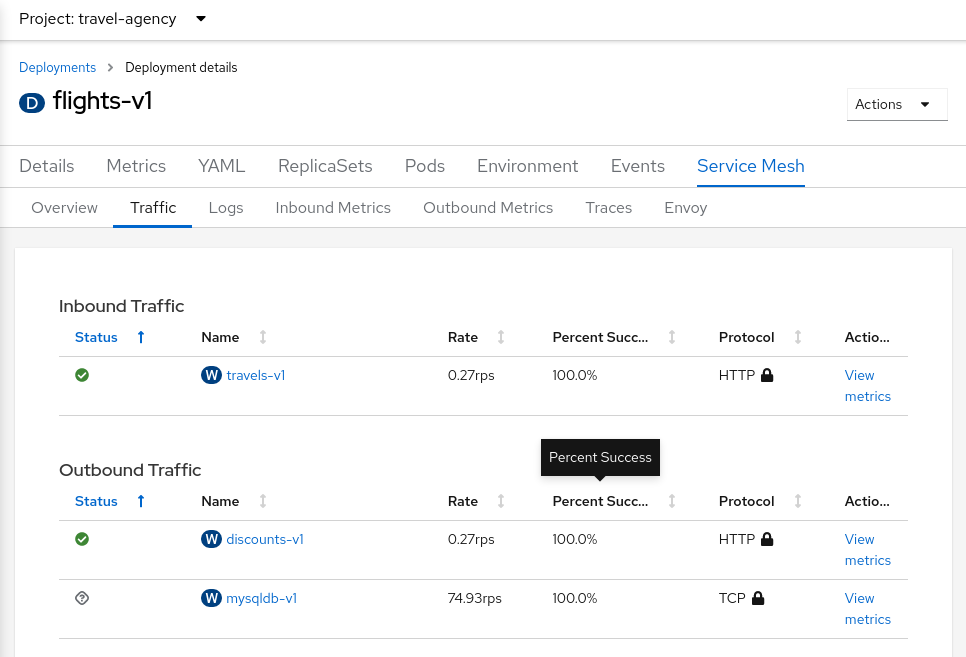 Project: travel-agency
Deployments > Deployment details
D flights-v1
Actions
Details Metrics YAML ReplicaSets Pods Environment Events Service Mesh
Overview Traffic Logs Inbound Metrics Outbound Metrics Traces Envoy
Inbound Traffic
Status Name Rate Percent Succ... Protocol Actio...
W travels-v1 0.27rps 100.0% HTTP View metrics
Outbound Traffic
Percent Success
Status Name Rate Percent Succ... Protocol Actio...
W discounts-v1 0.27rps 100.0% HTTP View metrics
W mysqldb-v1 74.93rps 100.0% TCP View metrics